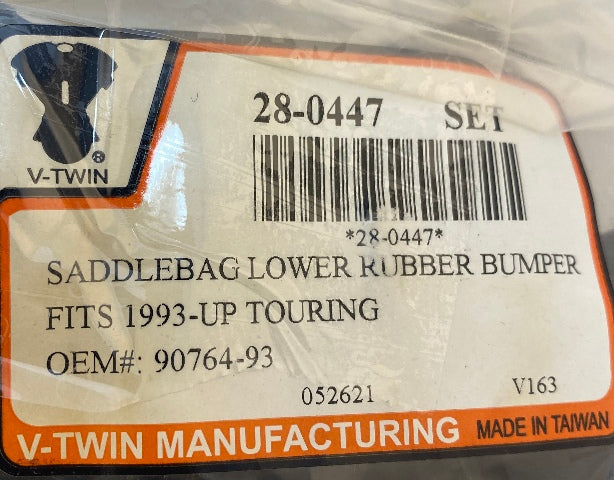 28-0447 SET
V-TWIN
®
*28-0447*
SADDLEBAG LOWER RUBBER BUMPER
FITS 1993-UP TOURING
OEM#: 90764-93
052621 V163
V-TWIN MANUFACTURING MADE IN TAIWAN